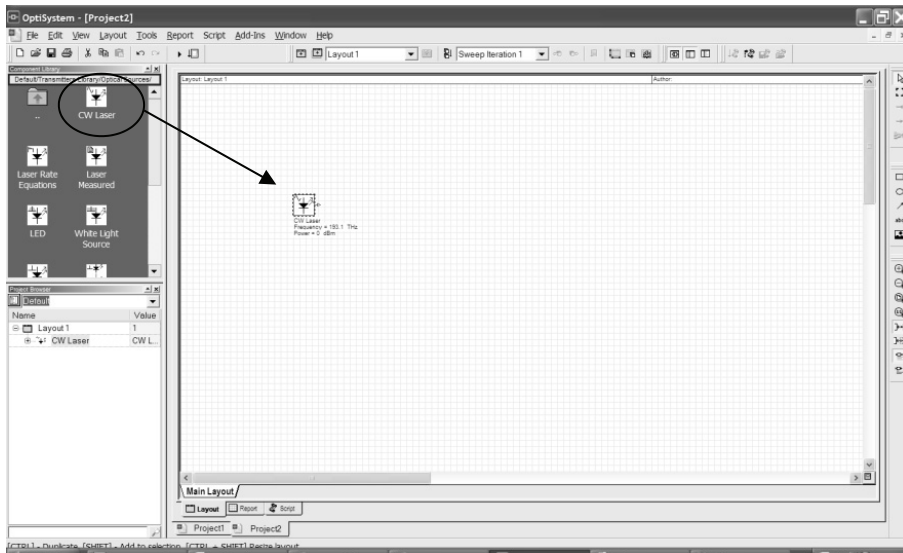 OptiSystem - [Project2]
File Edit View Layout Tools Report Script Add-Ins Window Help
Layout 1
Sweep Iteration 1
Component Library
Default/Transmitters Library/Optical Sources/
..
CW Laser
Laser Rate Equations
Laser Measured
LED
White Light Source
Layout: Layout 1
Author:
CW Laser
Frequency = 193.1 THz
Power = 0 dBm
Project Browser
Default
Name Value
Layout 1 1
CW Laser CW L...
Main Layout
Layout Report Script
Project1 Project2
[CTRL] - Duplicate, [SHIFT] - Add to selection, [CTRL + SHIFT] Resize layout